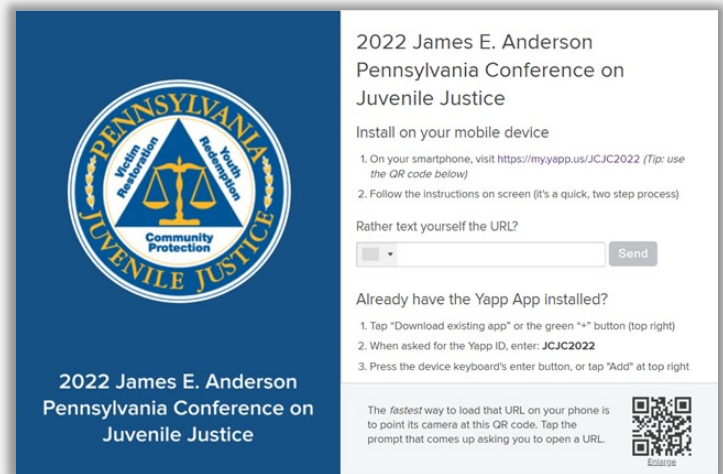 PENNSYLVANIA
Victim
Restoration
Youth
Redemption
Community
Protection
JUVENILE JUSTICE
2022 James E. Anderson
Pennsylvania Conference on
Juvenile Justice
2022 James E. Anderson
Pennsylvania Conference on
Juvenile Justice
Install on your mobile device
1. On your smartphone, visit https://my.yapp.us/JCJC2022 (Tip: use
the QR code below)
2. Follow the instructions on screen (it's a quick, two step process)
Rather text yourself the URL?
Send
Already have the Yapp App installed?
1. Tap "Download existing app" or the green "+" button (top right)
2. When asked for the Yapp ID, enter: JCJC2022
3. Press the device keyboard's enter button, or tap "Add" at top right
The fastest way to load that URL on your phone is
to point its camera at this QR code. Tap the
prompt that comes up asking you to open a URL.
Enlarge